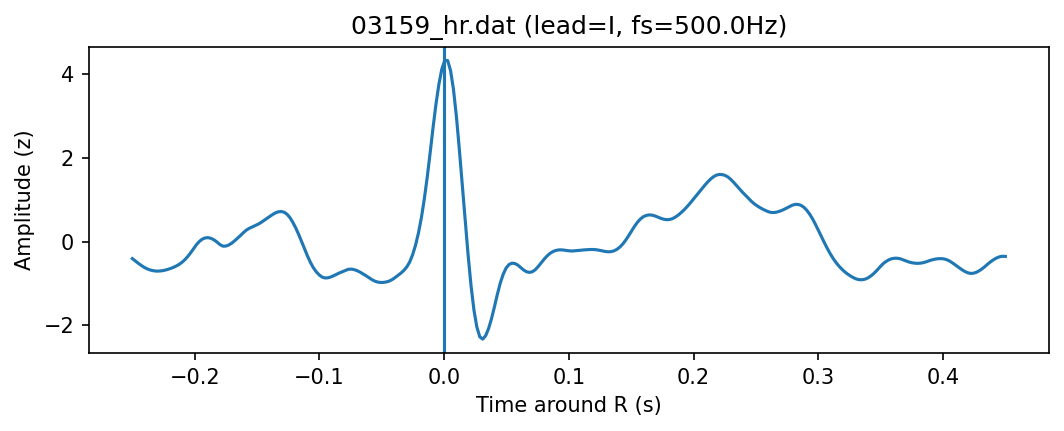 03159_hr.dat (lead=I, fs=500.0Hz)
Amplitude (z)
4
2
0
−2
−0.2 −0.1 0.0 0.1 0.2 0.3 0.4
Time around R (s)